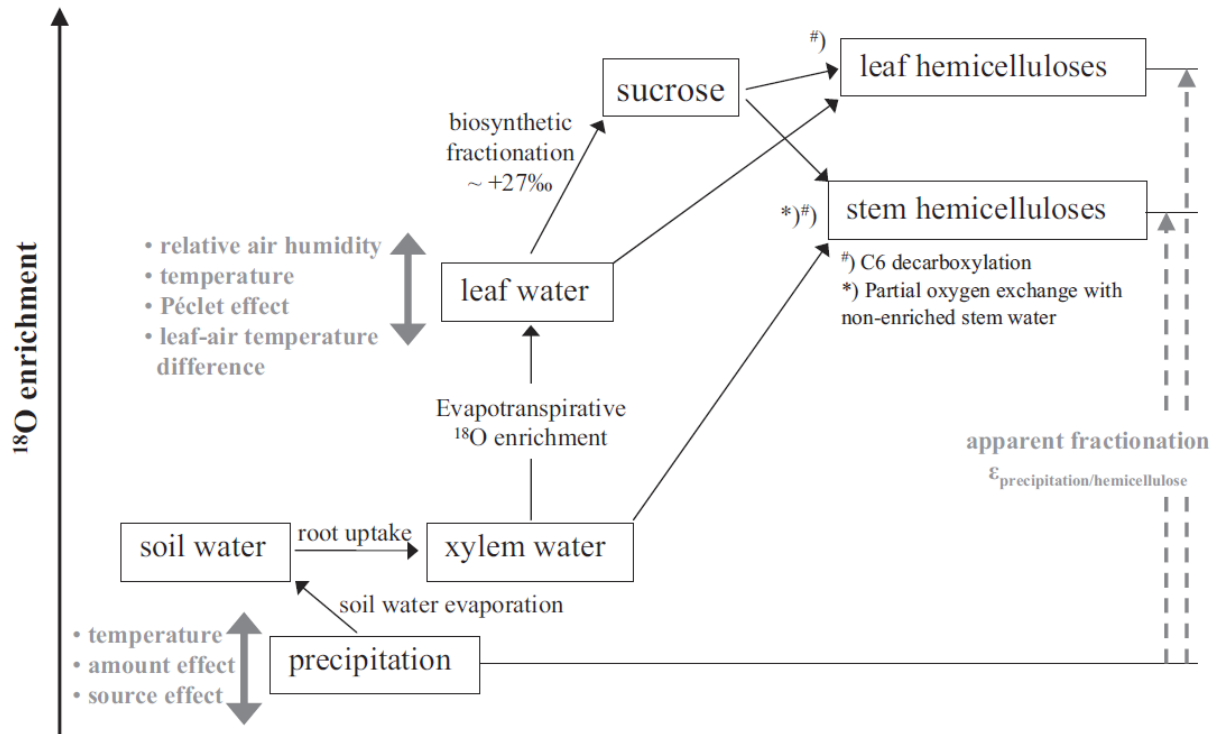 ¹⁸O enrichment
#)
leaf hemicelluloses
sucrose
biosynthetic
fractionation
~ +27‰
*)#)
stem hemicelluloses
#) C6 decarboxylation
*) Partial oxygen exchange with
non-enriched stem water
• relative air humidity
• temperature
• Péclet effect
• leaf-air temperature
difference
leaf water
Evapotranspirative
¹⁸O enrichment
apparent fractionation
εprecipitation/hemicellulose
soil water
root uptake
xylem water
soil water evaporation
• temperature
• amount effect
• source effect
precipitation